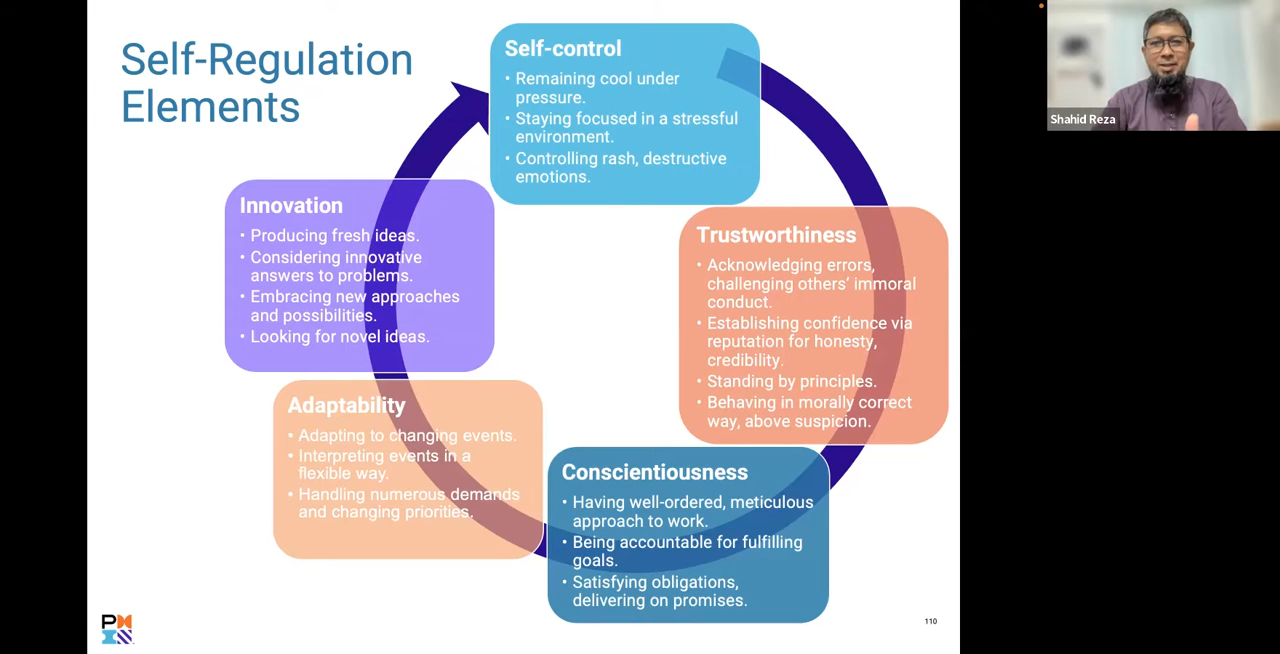 Self-Regulation
Elements
Self-control
• Remaining cool under
pressure.
• Staying focused in a stressful
environment.
• Controlling rash, destructive
emotions.
Trustworthiness
• Acknowledging errors,
challenging others’ immoral
conduct.
• Establishing confidence via
reputation for honesty,
credibility.
• Standing by principles.
• Behaving in morally correct
way, above suspicion.
Conscientiousness
• Having well-ordered, meticulous
approach to work.
• Being accountable for fulfilling
goals.
• Satisfying obligations,
delivering on promises.
Adaptability
• Adapting to changing events.
• Interpreting events in a
flexible way.
• Handling numerous demands
and changing priorities.
Innovation
• Producing fresh ideas.
• Considering innovative
answers to problems.
• Embracing new approaches
and possibilities.
• Looking for novel ideas.
110
Shahid Reza